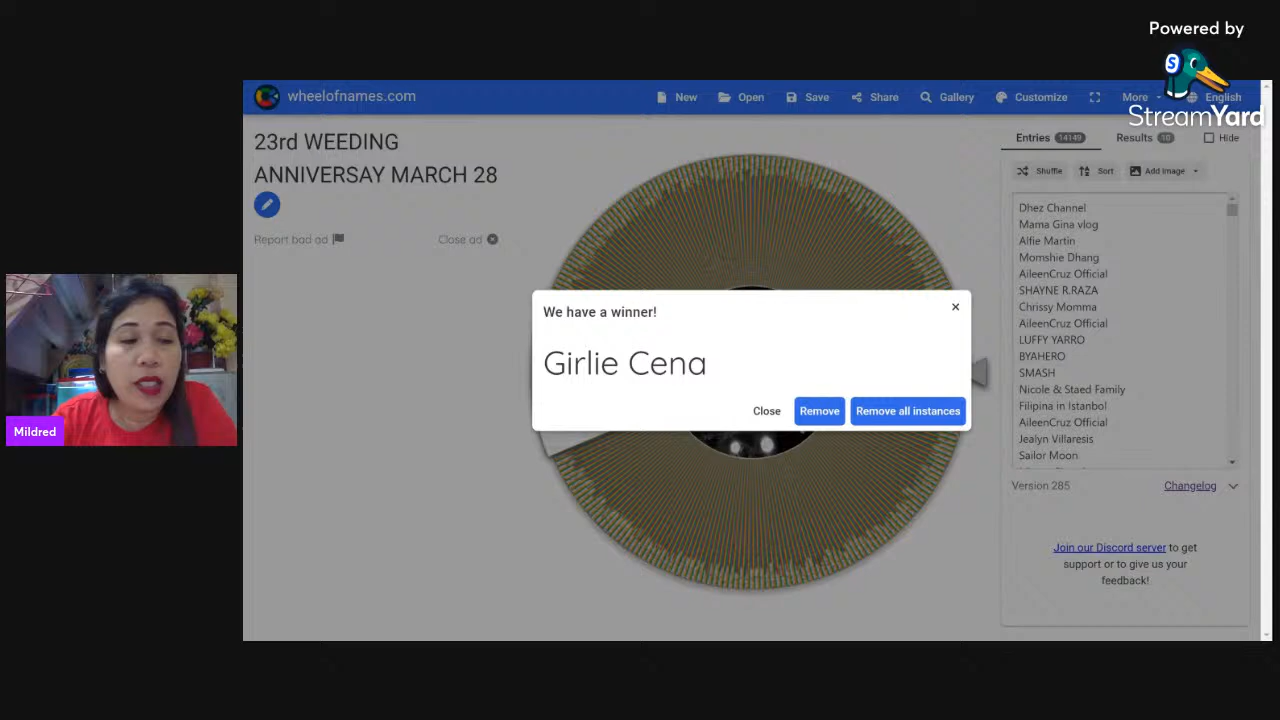 Powered by
StreamYard
wheelofnames.com
New
Open
Save
Share
Gallery
Customize
More
English
23rd WEEDING
ANNIVERSAY MARCH 28
Report bad ad
Close ad
Entries 14149
Results 10
Hide
Shuffle
Sort
Add Image
Dhez Channel
Mama Gina vlog
Alfie Martin
Momshie Dhang
AileenCruz Official
SHAYNE R.RAZA
Chrissy Momma
AileenCruz Official
LUFFY YARRO
BYAHERO
SMASH
Nicole & Staed Family
Filipina in Istanbol
AileenCruz Official
Jealyn Villaresis
Sailor Moon
Version 285
Changelog
Join our Discord server to get
support or to give us your
feedback!
We have a winner!
Girlie Cena
Close
Remove
Remove all instances
Mildred